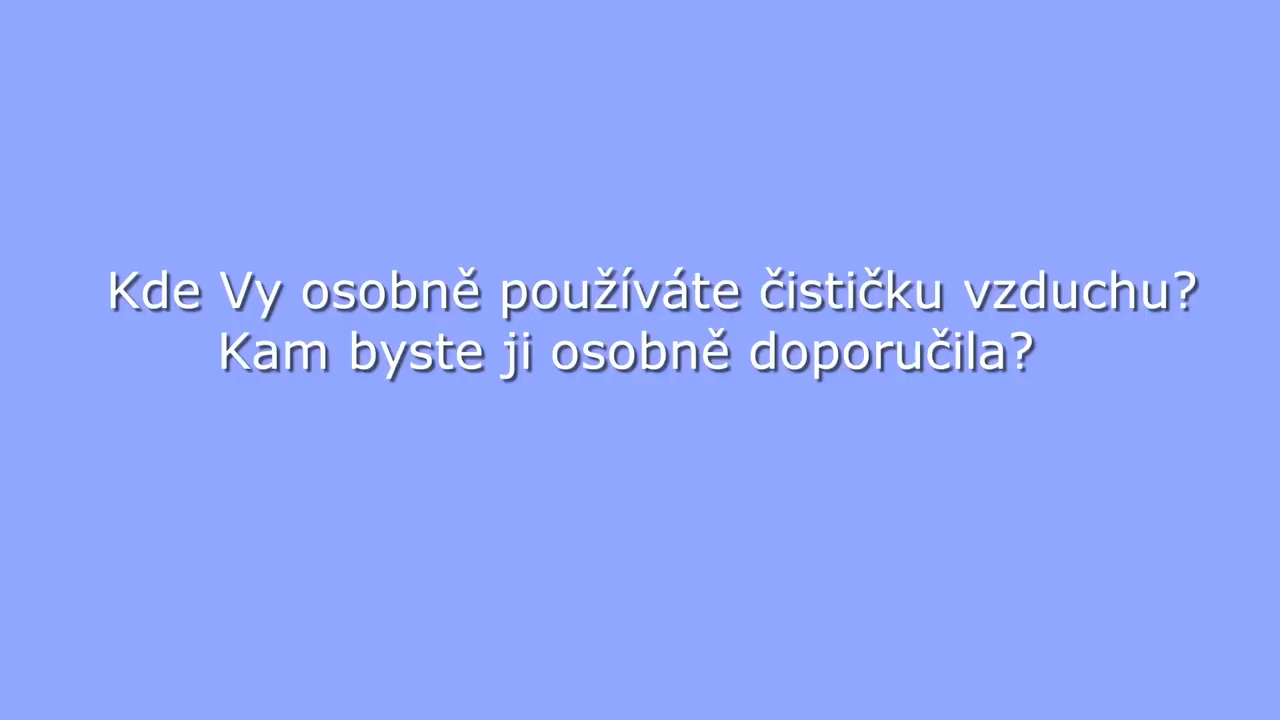 Kde Vy osobně používáte čističku vzduchu?
Kam byste ji osobně doporučila?